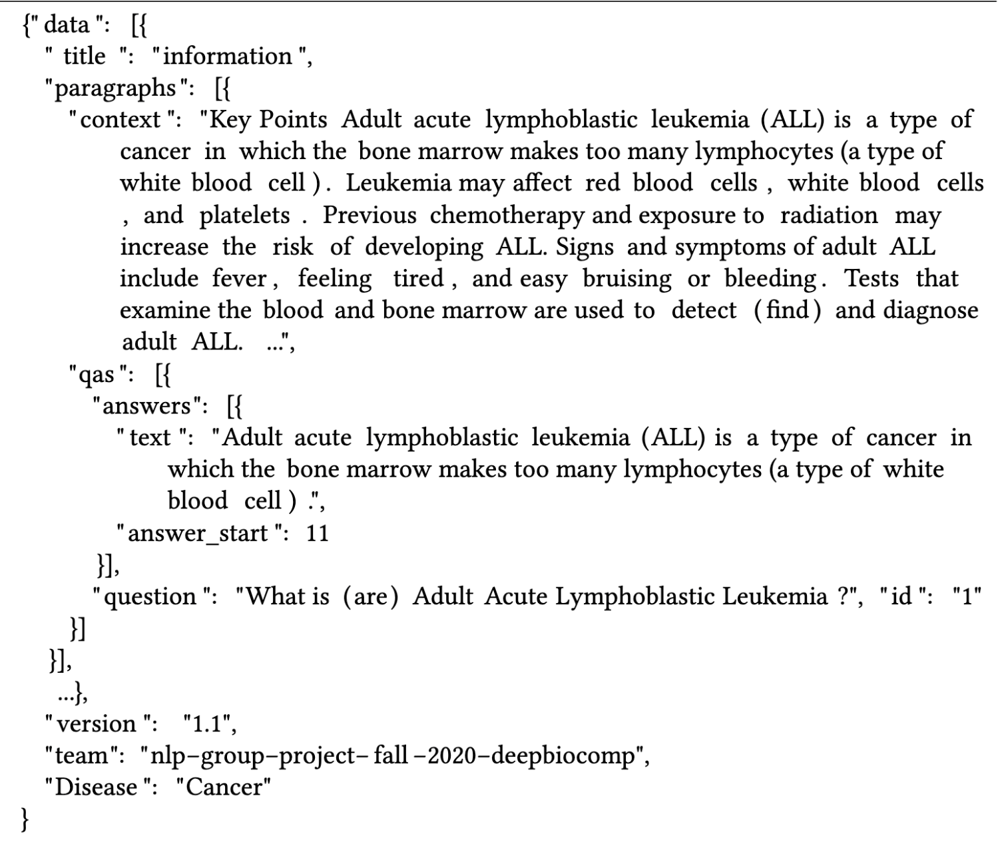 {"data": [{
"title": "information",
"paragraphs": [{
"context": "Key Points Adult acute lymphoblastic leukemia (ALL) is a type of
cancer in which the bone marrow makes too many lymphocytes (a type of
white blood cell). Leukemia may affect red blood cells, white blood cells
, and platelets. Previous chemotherapy and exposure to radiation may
increase the risk of developing ALL. Signs and symptoms of adult ALL
include fever, feeling tired, and easy bruising or bleeding. Tests that
examine the blood and bone marrow are used to detect (find) and diagnose
adult ALL. ...",
"qas": [{
"answers": [{
"text": "Adult acute lymphoblastic leukemia (ALL) is a type of cancer in
which the bone marrow makes too many lymphocytes (a type of white
blood cell) .",
"answer_start": 11
}],
"question": "What is (are) Adult Acute Lymphoblastic Leukemia ?", "id": "1"
}]
}],
...},
"version": "1.1",
"team": "nlp-group-project-fall-2020-deepbiocomp",
"Disease": "Cancer"
}